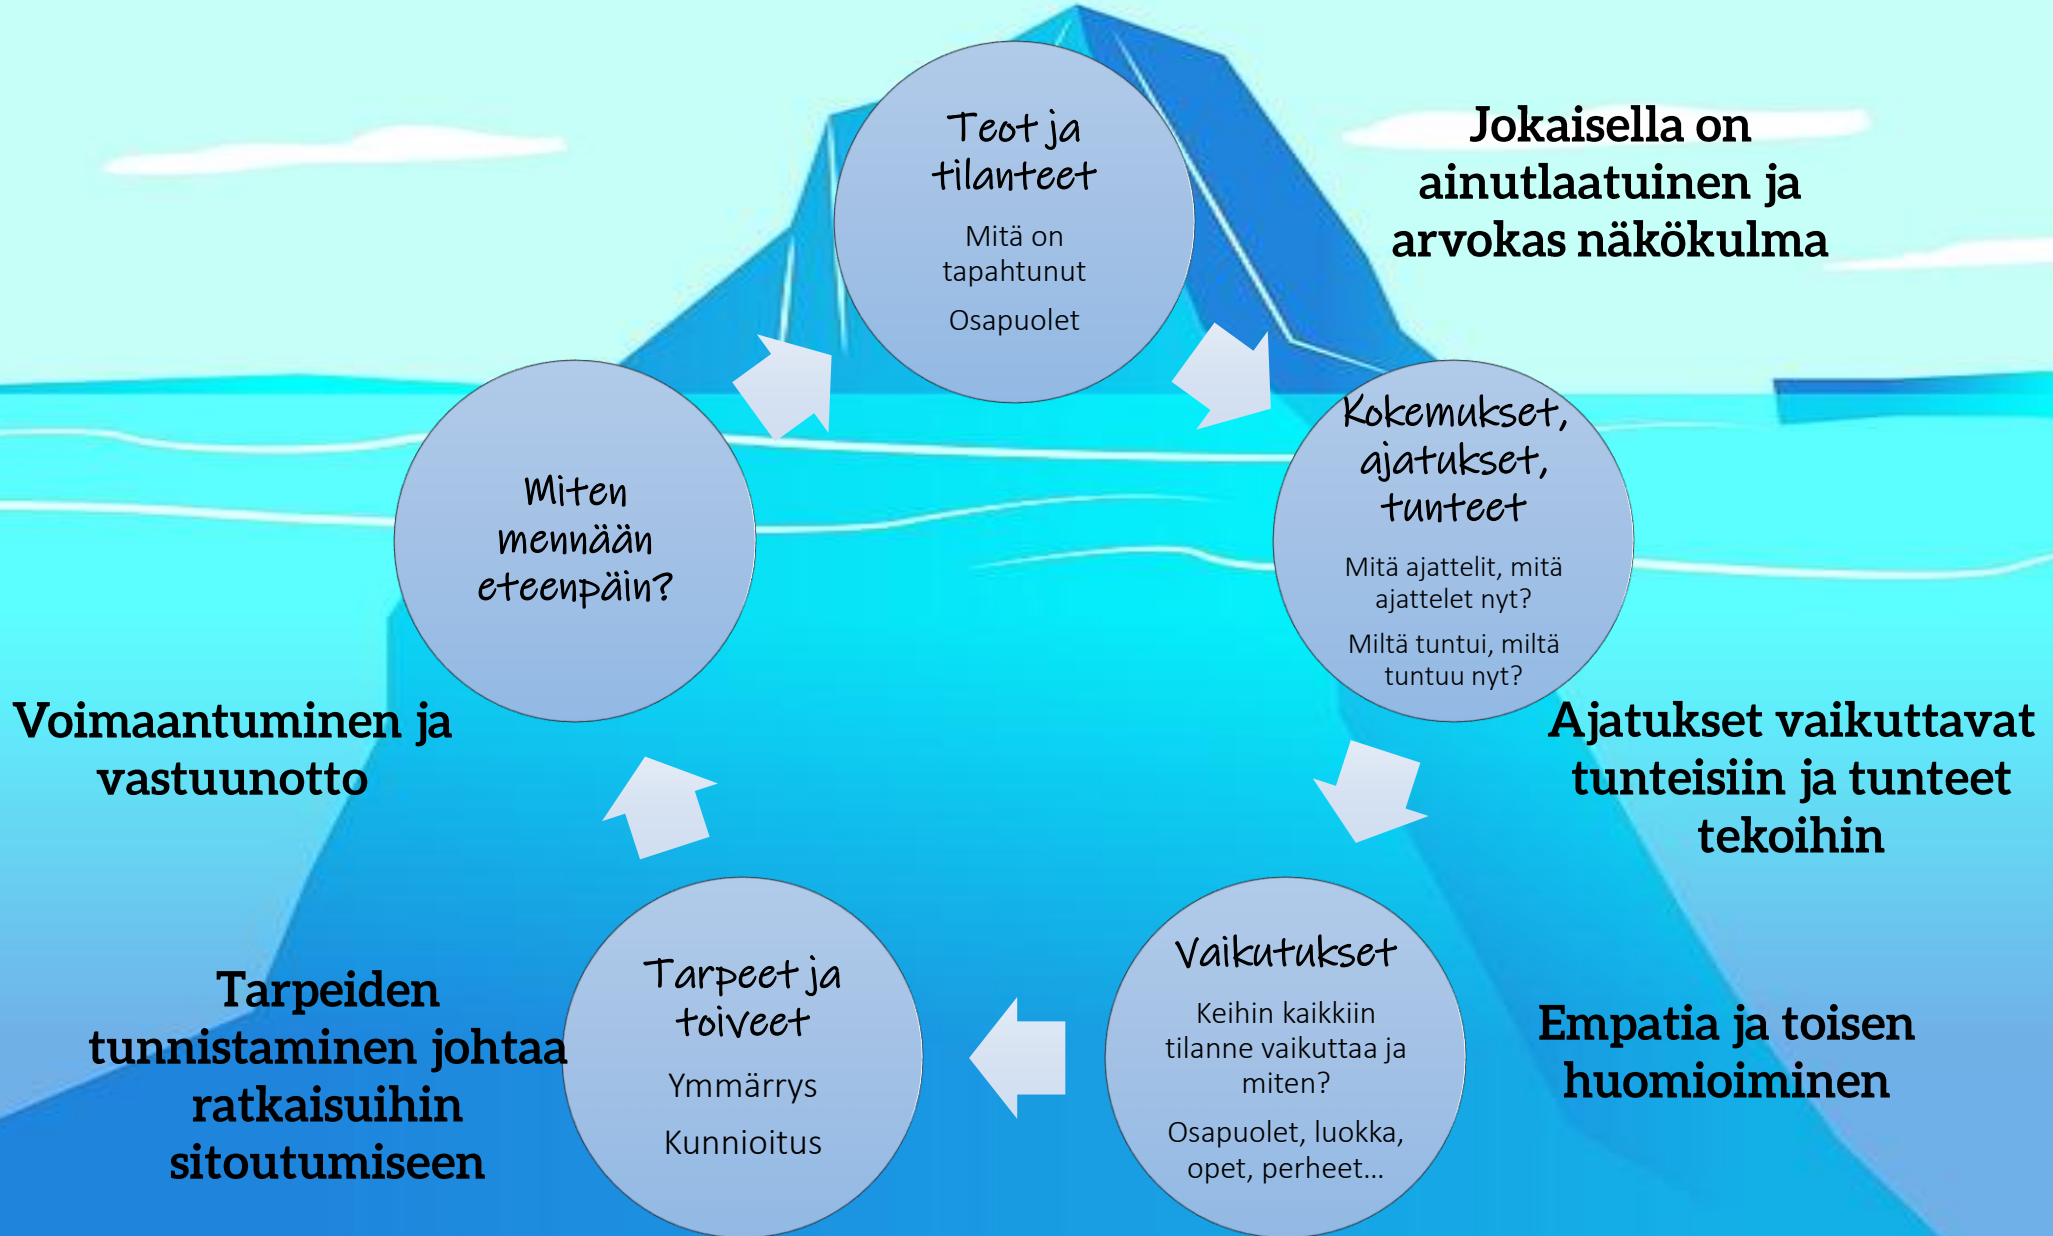 Teot ja
tilanteet
Mitä on
tapahtunut
Osapuolet
Jokaisella on
ainutlaatuinen ja
arvokas näkökulma
Kokemukset,
ajatukset,
tunteet
Mitä ajattelit, mitä
ajattelet nyt?
Miltä tuntui, miltä
tuntuu nyt?
Ajatukset vaikuttavat
tunteisiin ja tunteet
tekoihin
Vaikutukset
Keihin kaikkiin
tilanne vaikuttaa ja
miten?
Osapuolet, luokka,
opet, perheet...
Empatia ja toisen
huomioiminen
Tarpeet ja
toiveet
Ymmärrys
Kunnioitus
Tarpeiden
tunnistaminen johtaa
ratkaisuihin
sitoutumiseen
Miten
mennään
eteenpäin?
Voimaantuminen ja
vastuunotto